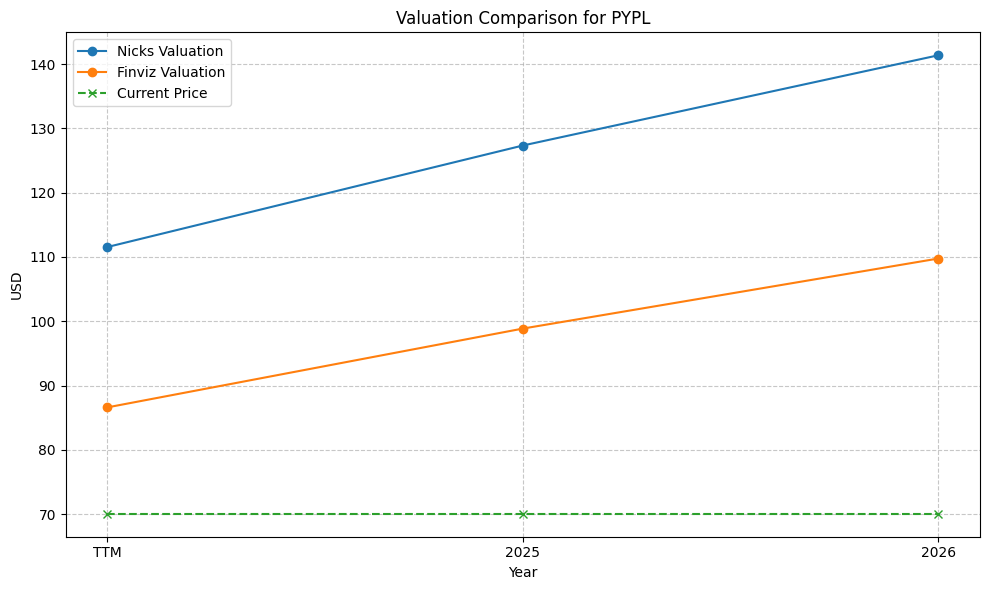 Valuation Comparison for PYPL
Nicks Valuation
Finviz Valuation
Current Price
USD
140
130
120
110
100
90
80
70
TTM
2025
2026
Year